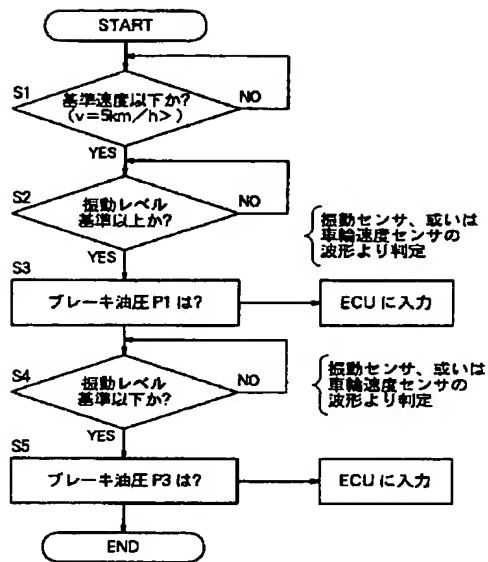 START
S1
基準速度以下か?
(v=5km/h>)
NO
YES
S2
振動レベル
基準以上か?
NO
YES
振動センサ、或いは
車輪速度センサの
波形より判定
S3
ブレーキ油圧 P1 は?
ECU に入力
S4
振動レベル
基準以下か?
NO
YES
振動センサ、或いは
車輪速度センサの
波形より判定
S5
ブレーキ油圧 P3 は?
ECU に入力
END